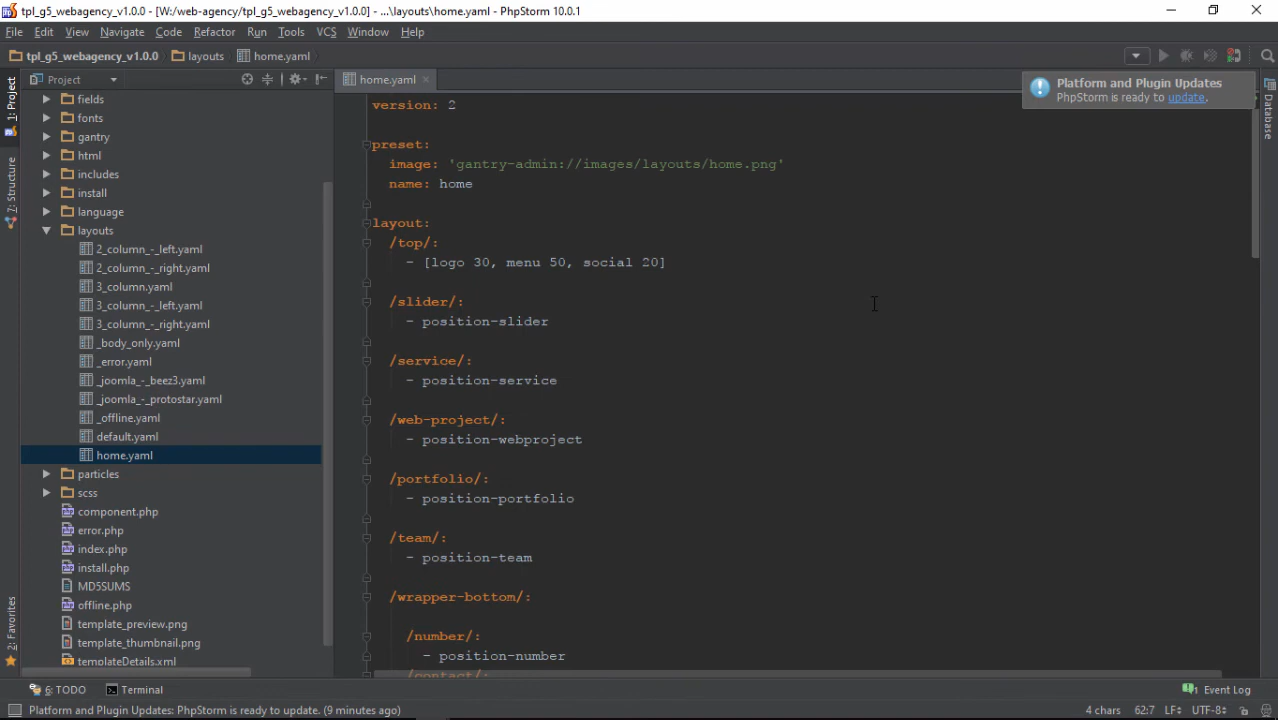 tpl_g5_webagency_v1.0.0 - [W:/web-agency/tpl_g5_webagency_v1.0.0] - ...\layouts\home.yaml - PhpStorm 10.0.1
File Edit View Navigate Code Refactor Run Tools VCS Window Help
tpl_g5_webagency_v1.0.0 layouts home.yaml
Project
home.yaml
Platform and Plugin Updates
PhpStorm is ready to update.
1: Project
7: Structure
2: Favorites
Database
fields
fonts
gantry
html
includes
install
language
layouts
2_column_-_left.yaml
2_column_-_right.yaml
3_column.yaml
3_column_-_left.yaml
3_column_-_right.yaml
_body_only.yaml
_error.yaml
_joomla_-_beez3.yaml
_joomla_-_protostar.yaml
_offline.yaml
default.yaml
home.yaml
particles
scss
component.php
error.php
index.php
install.php
MD5SUMS
offline.php
template_preview.png
template_thumbnail.png
templateDetails.xml
version: 2
preset:
image: 'gantry-admin://images/layouts/home.png'
name: home
layout:
/top/:
- [logo 30, menu 50, social 20]
/slider/:
- position-slider
/service/:
- position-service
/web-project/:
- position-webproject
/portfolio/:
- position-portfolio
/team/:
- position-team
/wrapper-bottom/:
/number/:
- position-number
/contact/:
6: TODO Terminal
1 Event Log
Platform and Plugin Updates: PhpStorm is ready to update. (9 minutes ago)
4 chars 62:7 LF UTF-8